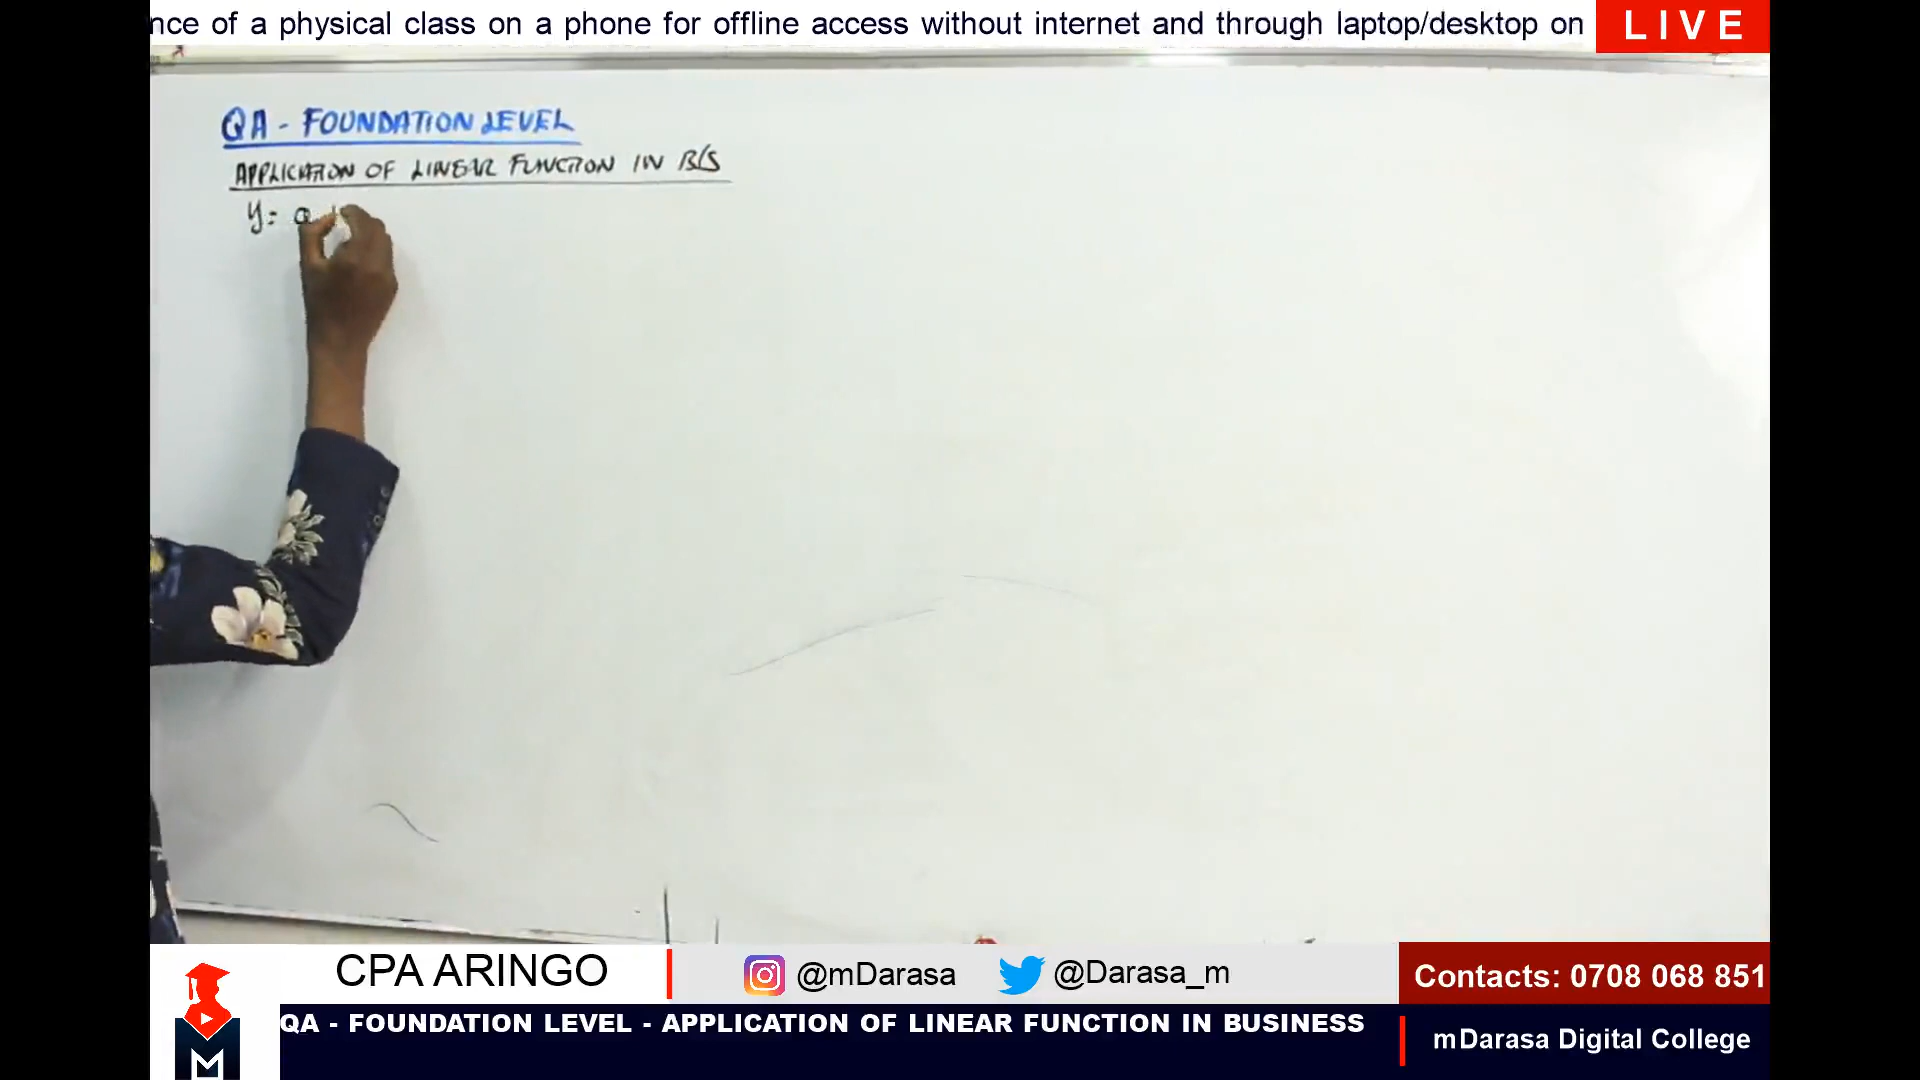 nce of a physical class on a phone for offline access without internet and through laptop/desktop on
LIVE
QA - FOUNDATION LEVEL
APPLICATION OF LINEAR FUNCTION IN B/S
y = a
CPA ARINGO
@mDarasa
@Darasa_m
Contacts: 0708 068 851
M
QA - FOUNDATION LEVEL - APPLICATION OF LINEAR FUNCTION IN BUSINESS
mDarasa Digital College